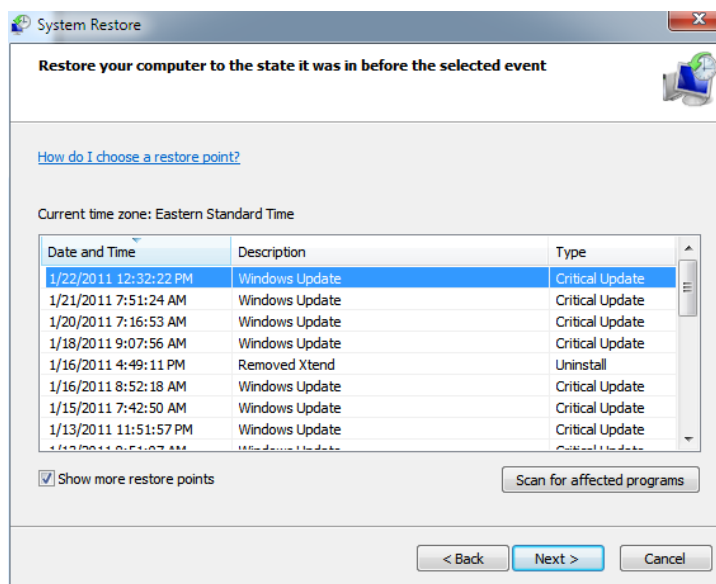 System Restore
Restore your computer to the state it was in before the selected event
How do I choose a restore point?
Current time zone: Eastern Standard Time
Date and Time Description Type
1/22/2011 12:32:22 PM Windows Update Critical Update
1/21/2011 7:51:24 AM Windows Update Critical Update
1/20/2011 7:16:53 AM Windows Update Critical Update
1/18/2011 9:07:56 AM Windows Update Critical Update
1/16/2011 4:49:11 PM Removed Xtend Uninstall
1/16/2011 8:52:18 AM Windows Update Critical Update
1/15/2011 7:42:50 AM Windows Update Critical Update
1/13/2011 11:51:57 PM Windows Update Critical Update
Windows Update Critical Update
Show more restore points Scan for affected programs
< Back Next > Cancel